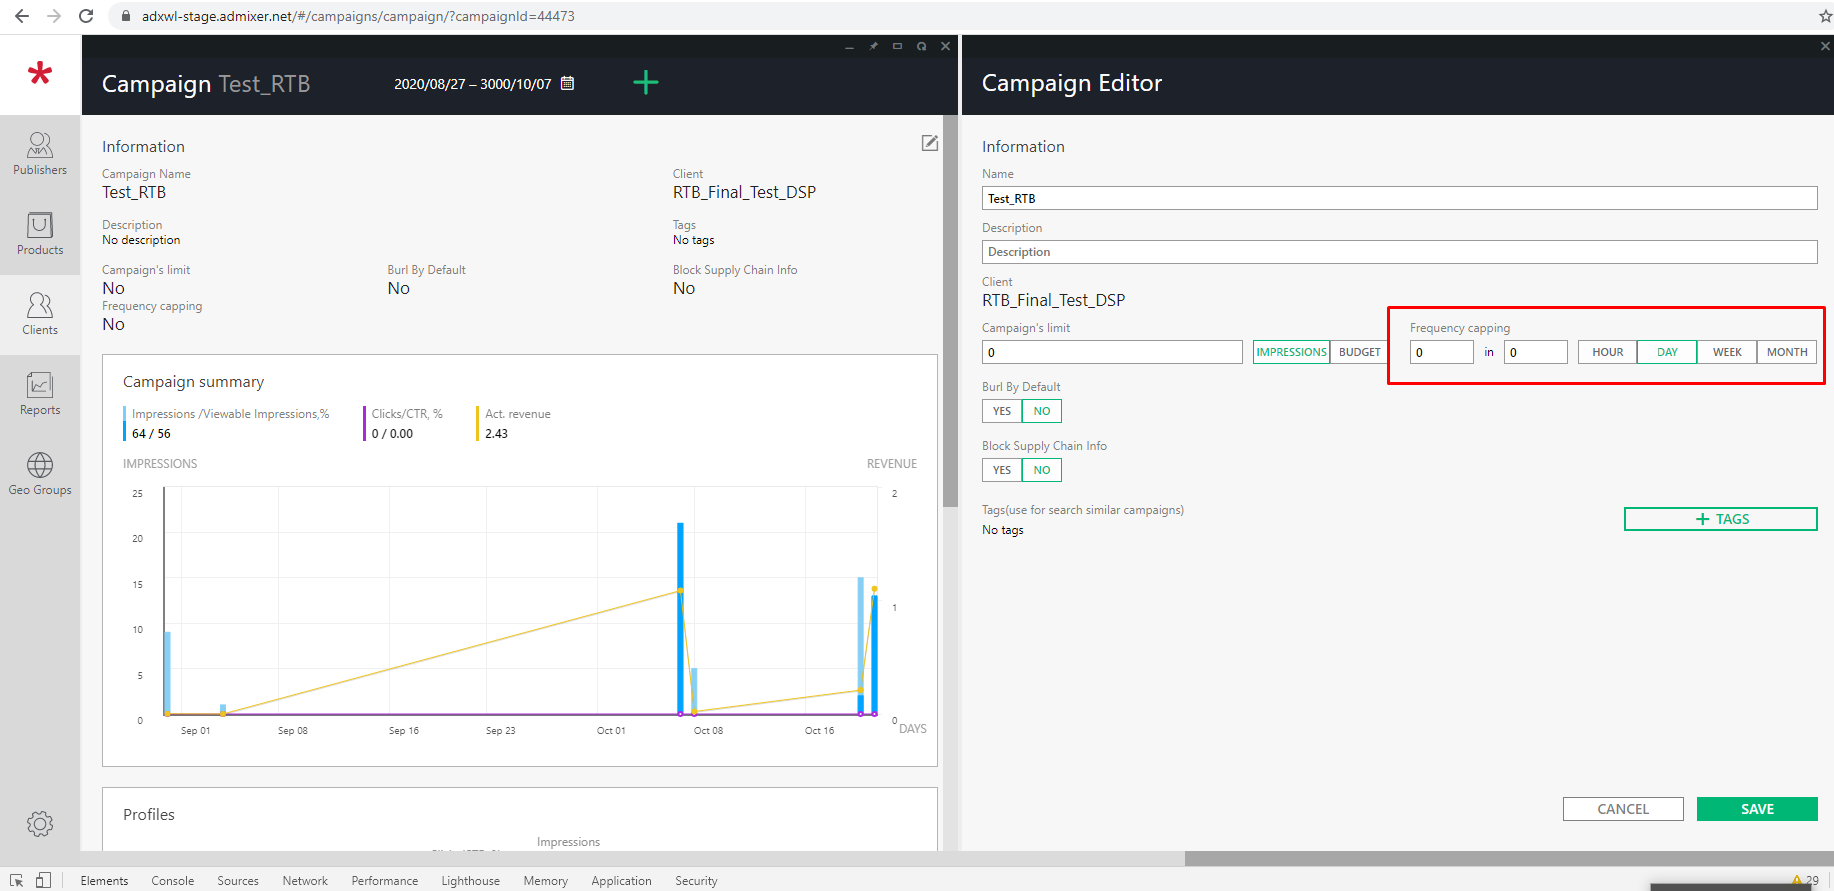 adxwl-stage.admixer.net/#/campaigns/campaign/?campaignId=44473
Publishers
Products
Clients
Reports
Geo Groups
Campaign Test_RTB
2020/08/27 – 3000/10/07
Information
Campaign Name
Test_RTB
Client
RTB_Final_Test_DSP
Description
No description
Tags
No tags
Campaign's limit
No
Burl By Default
No
Block Supply Chain Info
No
Frequency capping
No
Campaign summary
Impressions /Viewable Impressions,%
64 / 56
Clicks/CTR, %
0 / 0.00
Act. revenue
2.43
IMPRESSIONS
REVENUE
25
20
15
10
5
0
2
1
0
Sep 01
Sep 08
Sep 16
Sep 23
Oct 01
Oct 08
Oct 16
DAYS
Profiles
Impressions
Campaign Editor
Information
Name
Test_RTB
Description
Description
Client
RTB_Final_Test_DSP
Campaign's limit
0
IMPRESSIONS BUDGET
Frequency capping
0 in 0 HOUR DAY WEEK MONTH
Burl By Default
YES NO
Block Supply Chain Info
YES NO
Tags(use for search similar campaigns)
No tags
+ TAGS
CANCEL
SAVE
Elements Console Sources Network Performance Lighthouse Memory Application Security
29